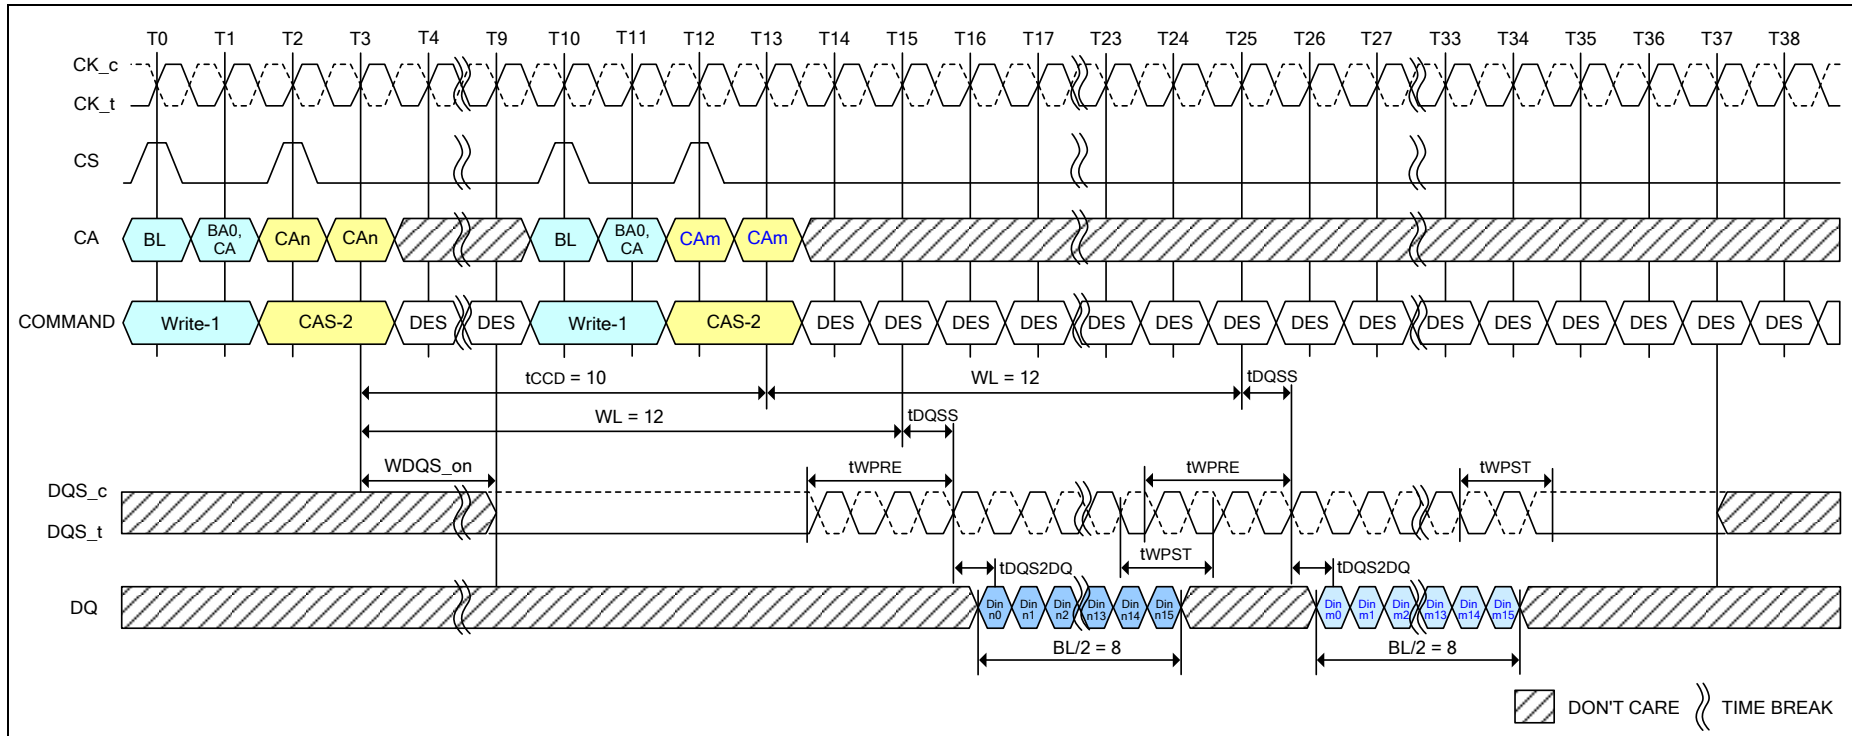 T0 T1 T2 T3 T4 T9 T10 T11 T12 T13 T14 T15 T16 T17 T23 T24 T25 T26 T27 T33 T34 T35 T36 T37 T38
CK_c
CK_t
CS
CA BL BA0, CA CAn CAn BL BA0, CA CAm CAm
COMMAND Write-1 CAS-2 DES DES Write-1 CAS-2 DES DES DES DES DES DES DES DES DES DES DES DES DES DES DES
tCCD = 10 WL = 12 tDQSS
WL = 12 tDQSS
WDQS_on tWPRE tWPRE tWPST
DQS_c
DQS_t
tWPST
tDQS2DQ tDQS2DQ
DQ Din n0 Din n1 Din n2 Din n13 Din n14 Din n15 Din m0 Din m1 Din m2 Din m13 Din m14 Din m15
BL/2 = 8 BL/2 = 8
DON'T CARE TIME BREAK